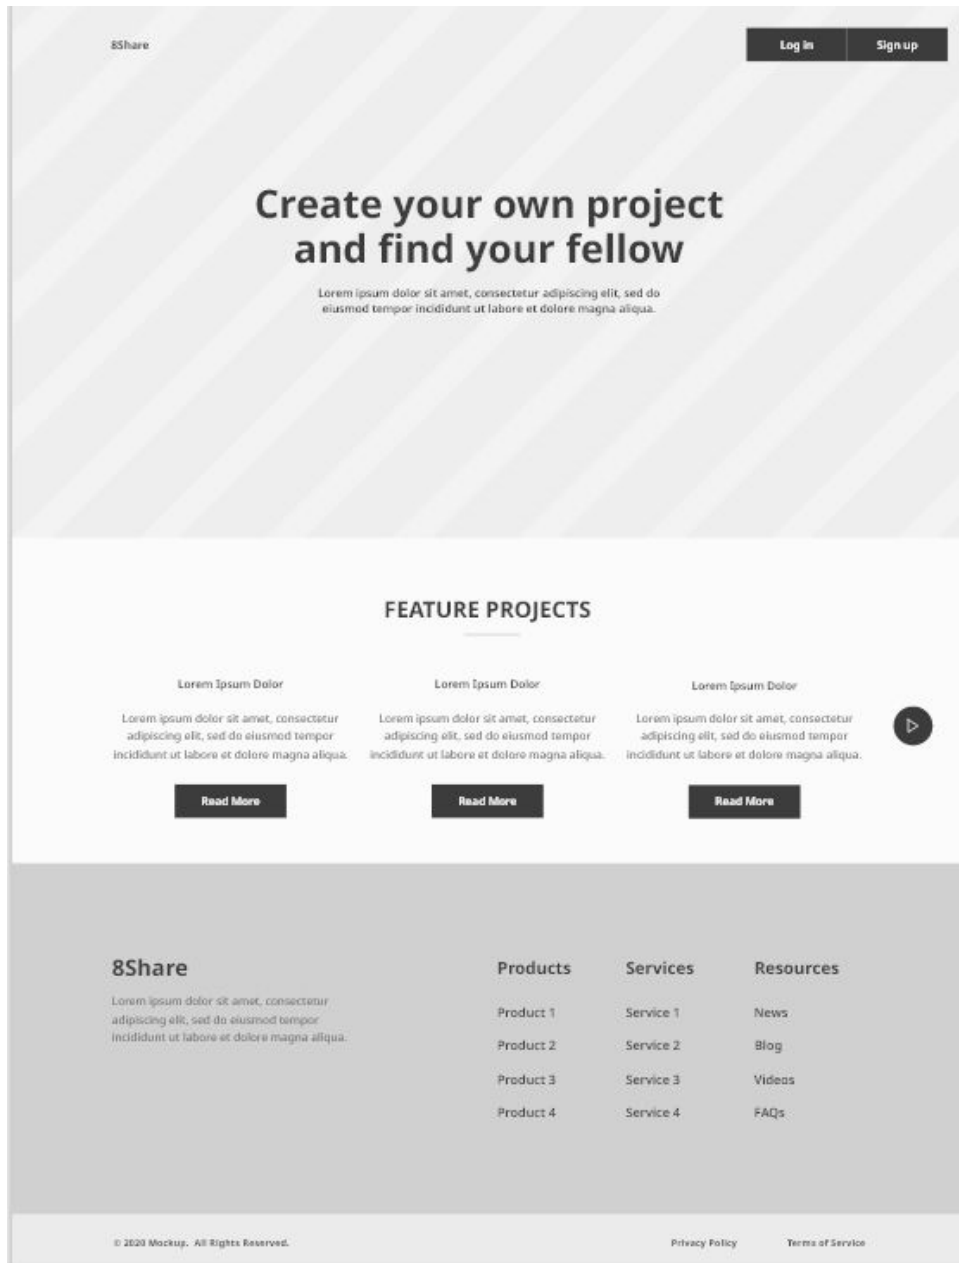 8Share
Log in
Sign up
Create your own project
and find your fellow
Lorem ipsum dolor sit amet, consectetur adipiscing elit, sed do
eiusmod tempor incididunt ut labore et dolore magna aliqua.
FEATURE PROJECTS
Lorem Ipsum Dolor
Lorem ipsum dolor sit amet, consectetur
adipiscing elit, sed do eiusmod tempor
incididunt ut labore et dolore magna aliqua.
Read More
Lorem Ipsum Dolor
Lorem ipsum dolor sit amet, consectetur
adipiscing elit, sed do eiusmod tempor
incididunt ut labore et dolore magna aliqua.
Read More
Lorem Ipsum Dolor
Lorem ipsum dolor sit amet, consectetur
adipiscing elit, sed do eiusmod tempor
incididunt ut labore et dolore magna aliqua.
Read More
8Share
Lorem ipsum dolor sit amet, consectetur
adipiscing elit, sed do eiusmod tempor
incididunt ut labore et dolore magna aliqua.
Products
Product 1
Product 2
Product 3
Product 4
Services
Service 1
Service 2
Service 3
Service 4
Resources
News
Blog
Videos
FAQs
© 2020 Mockup. All Rights Reserved.
Privacy Policy
Terms of Service